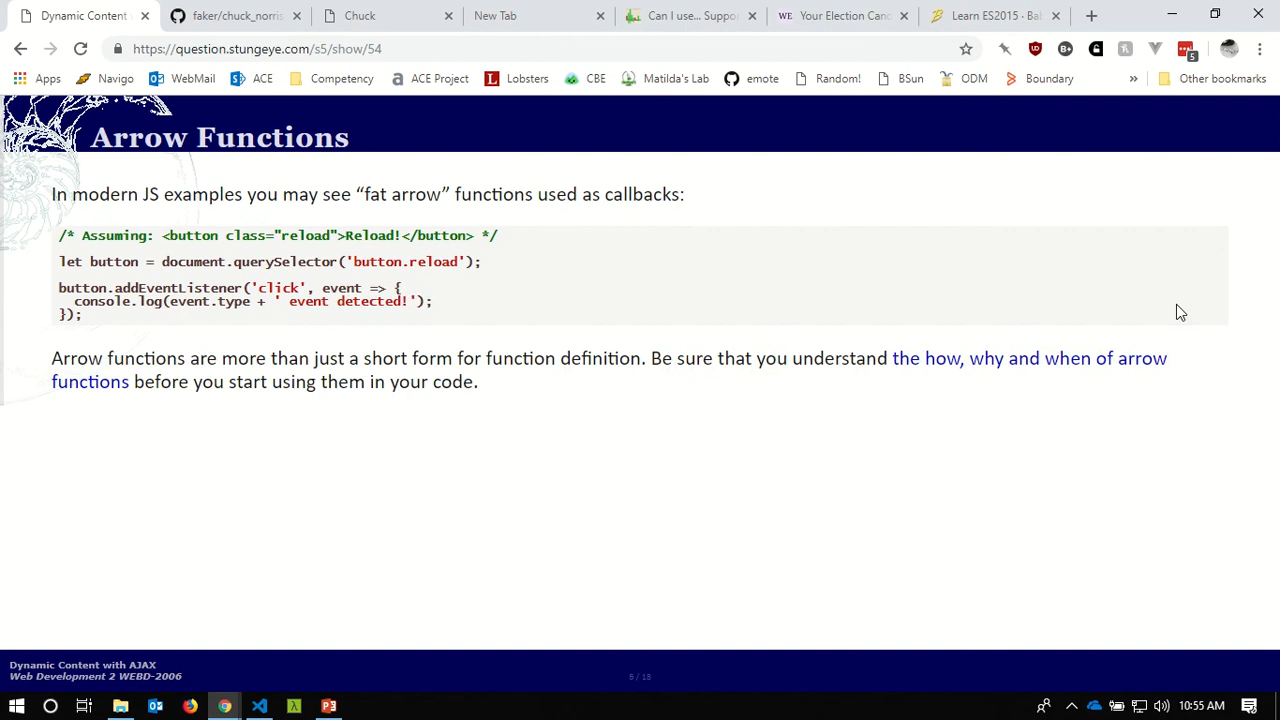 Dynamic Content
faker/chuck_norris
Chuck
New Tab
Can I use... Suppor
Your Election Cand
Learn ES2015 · Bab
https://question.stungeye.com/s5/show/54
Apps
Navigo
WebMail
ACE
Competency
ACE Project
Lobsters
CBE
Matilda's Lab
emote
Random!
BSun
ODM
Boundary
»
Other bookmarks
Arrow Functions
In modern JS examples you may see “fat arrow” functions used as callbacks:
/* Assuming: <button class="reload">Reload!</button> */
let button = document.querySelector('button.reload');
button.addEventListener('click', event => {
console.log(event.type + ' event detected!');
});
Arrow functions are more than just a short form for function definition. Be sure that you understand the how, why and when of arrow
functions before you start using them in your code.
Dynamic Content with AJAX
Web Development 2 WEBD-2006
5 / 18
10:55 AM